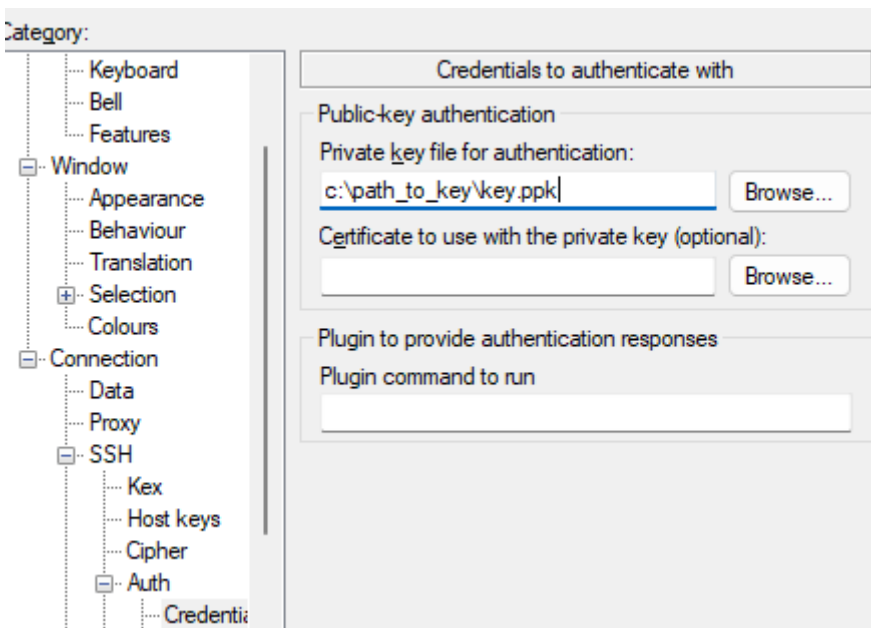 Category:
Keyboard
Bell
Features
Window
Appearance
Behaviour
Translation
Selection
Colours
Connection
Data
Proxy
SSH
Kex
Host keys
Cipher
Auth
Credentia
Credentials to authenticate with
Public-key authentication
Private key file for authentication:
c:\path_to_key\key.ppk
Browse...
Certificate to use with the private key (optional):
Browse...
Plugin to provide authentication responses
Plugin command to run